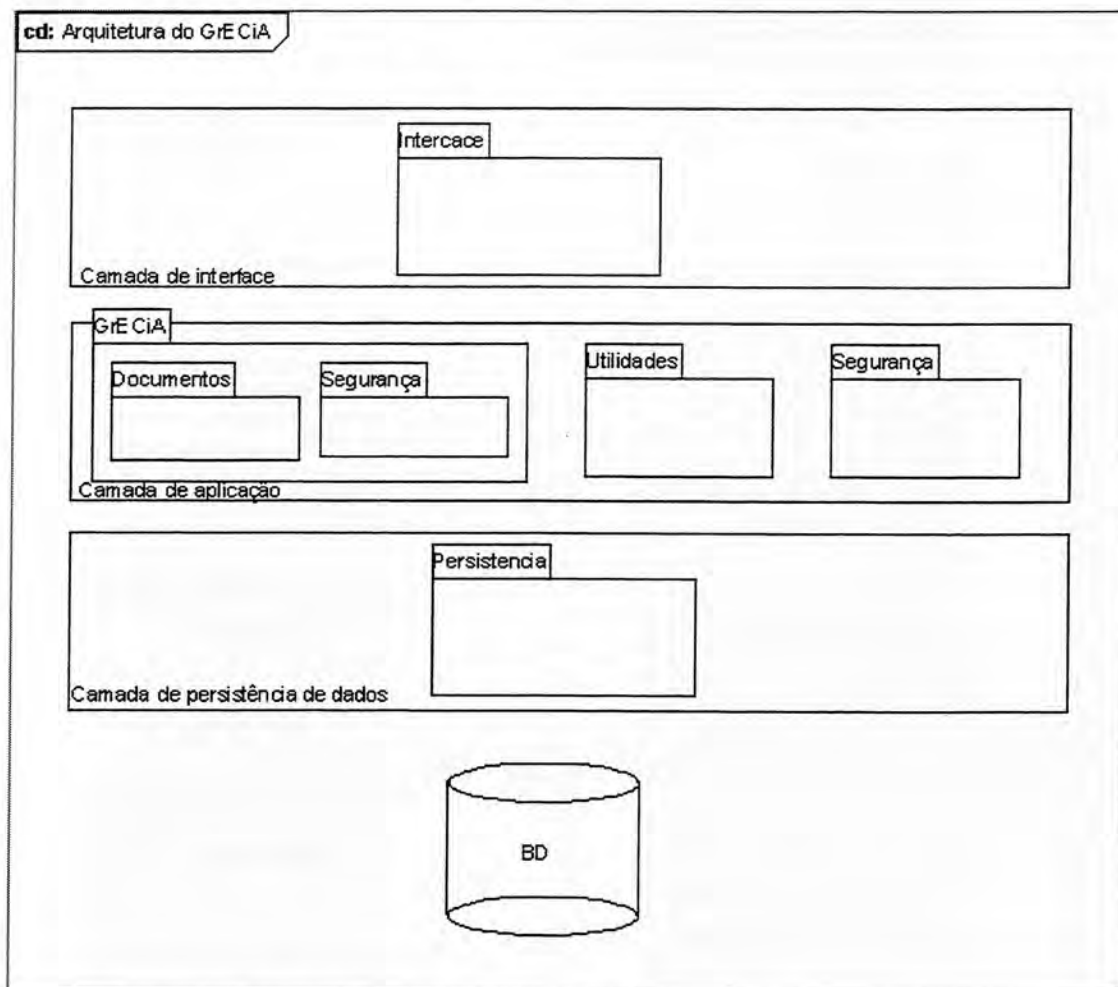 cd: Arquitetura do GrECiA
Intercace
Camada de interface
GrECiA
Documentos
Segurança
Utilidades
Segurança
Camada de aplicação
Persistencia
Camada de persistência de dados
BD